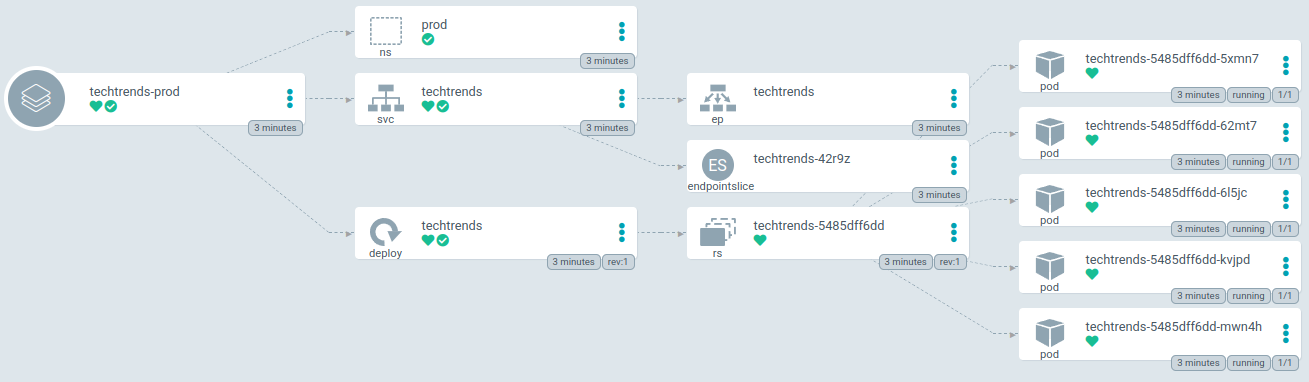 techtrends-prod
3 minutes
prod
ns
3 minutes
techtrends
svc
3 minutes
techtrends
deploy
3 minutes rev:1
techtrends
ep
3 minutes
ES
techtrends-42r9z
endpointslice
3 minutes
techtrends-5485dff6dd
rs
3 minutes rev:1
techtrends-5485dff6dd-5xmn7
pod
3 minutes running 1/1
techtrends-5485dff6dd-62mt7
pod
3 minutes running 1/1
techtrends-5485dff6dd-6l5jc
pod
3 minutes running 1/1
techtrends-5485dff6dd-kvjpd
pod
3 minutes running 1/1
techtrends-5485dff6dd-mwn4h
pod
3 minutes running 1/1